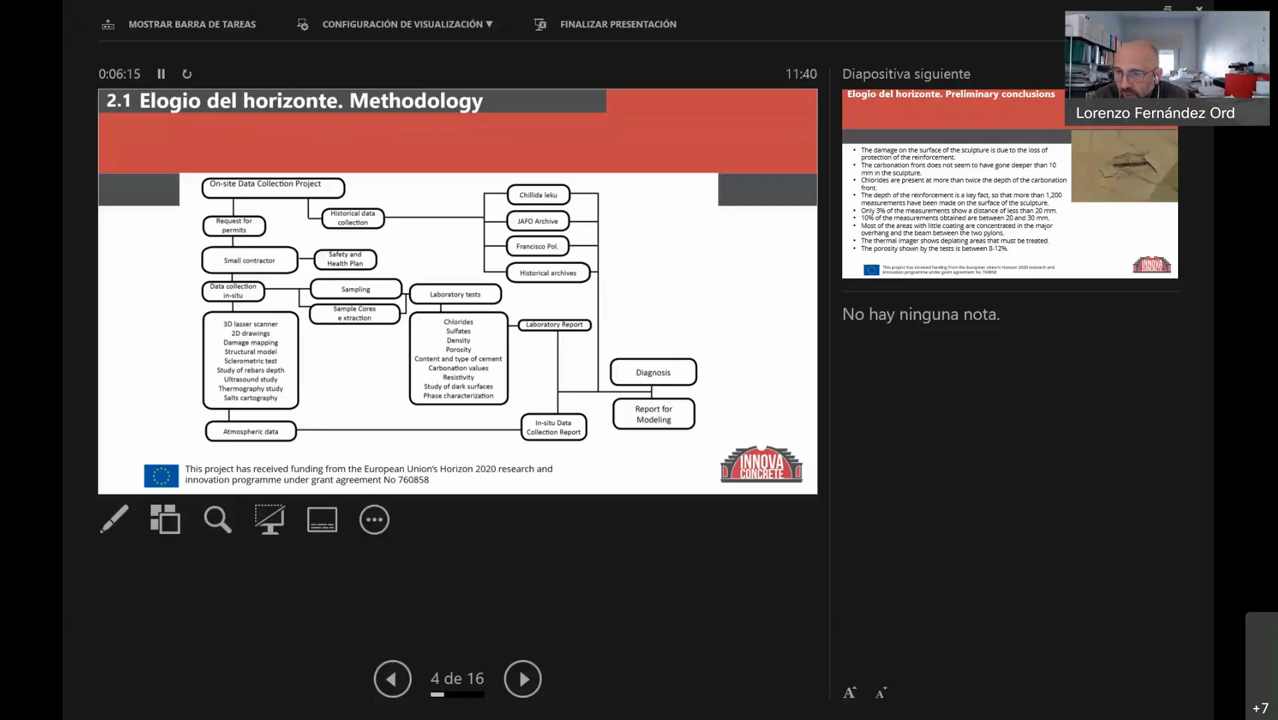 MOSTRAR BARRA DE TAREAS
CONFIGURACIÓN DE VISUALIZACIÓN ▼
FINALIZAR PRESENTACIÓN
0:06:15
11:40
2.1 Elogio del horizonte. Methodology
On-site Data Collection Project
Request for
permits
Historical data
collection
Small contractor
Safety and
Health Plan
Data collection
in-situ
Sampling
Sample Cores
e xtraction
3D lasser scanner
2D drawings
Damage mapping
Structural model
Sclerometric test
Study of rebars depth
Ultrasound study
Thermography study
Salts cartography
Atmospheric data
Laboratory tests
Chlorides
Sulfates
Density
Porosity
Content and type of cement
Carbonation values
Resistivity
Study of dark surfaces
Phase characterization
Chillida leku
JAFO Archive
Francisco Pol.
Historical archives
Laboratory Report
In-situ Data
Collection Report
Diagnosis
Report for
Modeling
This project has received funding from the European Union's Horizon 2020 research and
innovation programme under grant agreement No 760858
INNOVA
CONCRETE
4 de 16
Diapositiva siguiente
Elogio del horizonte. Preliminary conclusions
• The damage on the surface of the sculpture is due to the loss of
protection of the reinforcement.
• The carbonation front does not seem to have gone deeper than 10
mm in the sculpture.
• Chlorides are present at more than twice the depth of the carbonation
front.
• The depth of the reinforcement is a key fact, so that more than 1,200
measurements have been made on the surface of the sculpture.
• Only 3% of the measurements show a distance of less than 20 mm.
• 10% of the measurements obtained are between 20 and 30 mm.
• Most of the areas with little coating are concentrated in the major
overhang and the beam between the two pylons.
• The thermal imager shows deplating areas that must be treated.
• The porosity shown by the tests is between 8-12%.
This project has received funding from the European Union's Horizon 2020 research and
innovation programme under grant agreement No 760858
INNOVA
CONCRETE
No hay ninguna nota.
A A
Lorenzo Fernández Ord
+7